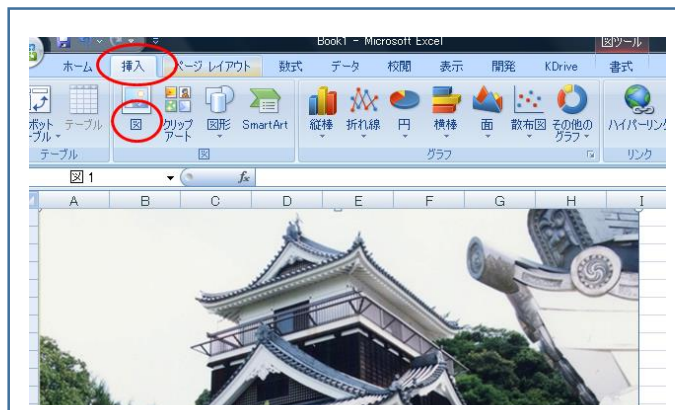 Book1 - Microsoft Excel
図ツール
ホーム 挿入 ページ レイアウト 数式 データ 校閲 表示 開発 KDrive 書式
テーブル 図 クリップ アート 図形 SmartArt 縦棒 折れ線 円 横棒 面 散布図 その他の グラフ ハイパーリンク
テーブル 図 グラフ リンク
図 1 fx
A B C D E F G H I